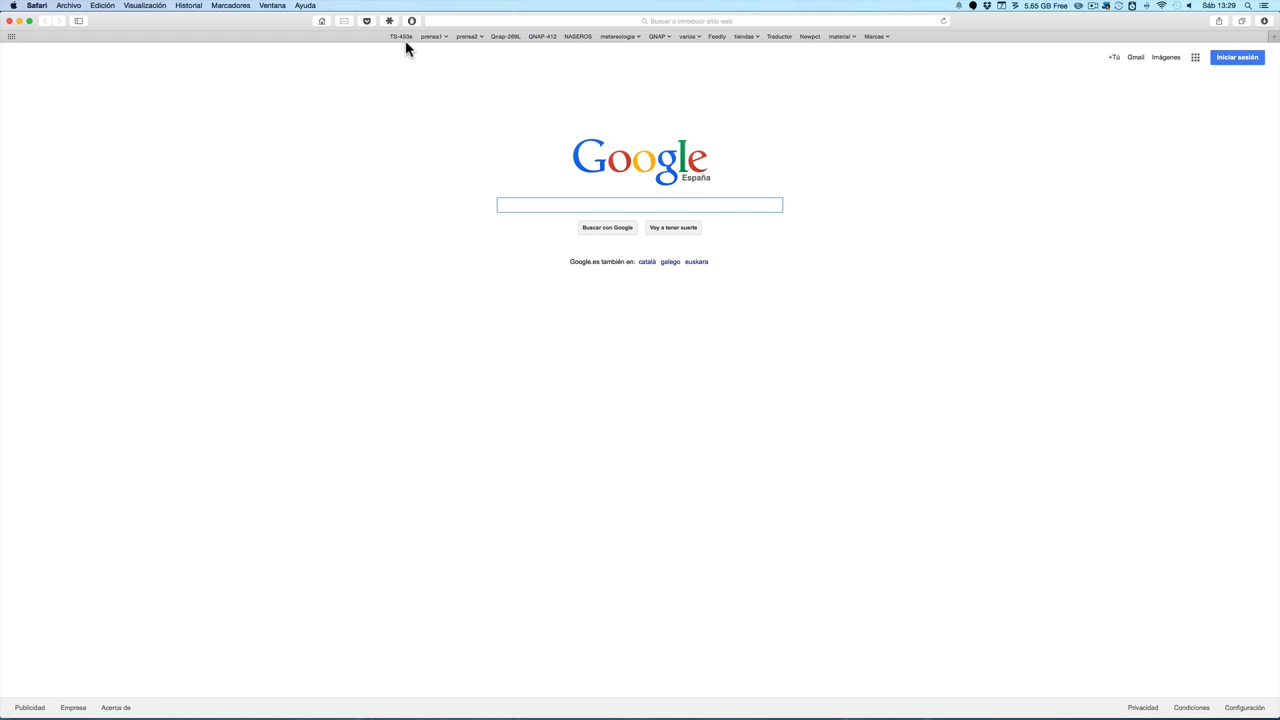 Safari Archivo Edición Visualización Historial Marcadores Ventana Ayuda 5.65 GB Free Sáb 13:29
Buscar o introducir sitio web
TS-453s prensa1 prensa2 Qnap-269L QNAP-412 NASEROS metereologia QNAP varios Feedly tiendas Traductor Newpct material Marcas
+Tú Gmail Imágenes Iniciar sesión
Google
España
Buscar con Google Voy a tener suerte
Google.es también en: català galego euskara
Publicidad Empresa Acerca de Privacidad Condiciones Configuración